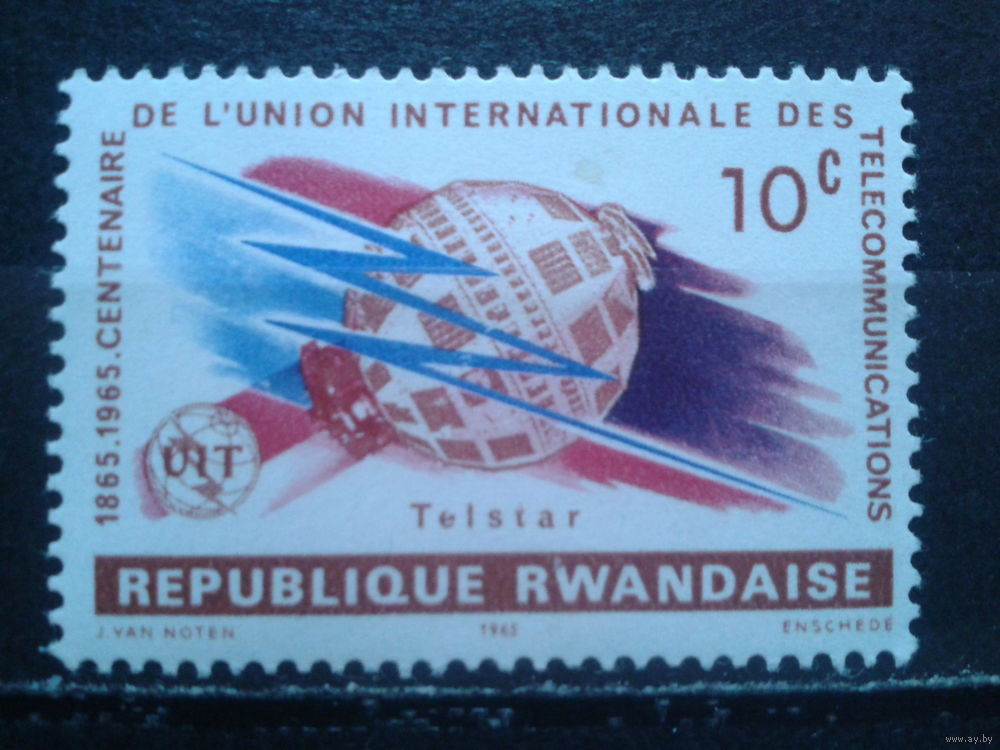 1865.1965.CENTENAIRE
DE L'UNION INTERNATIONALE DES
TELECOMMUNICATIONS
10c
UIT
Telstar
REPUBLIQUE RWANDAISE
J. VAN NOTEN
1965
ENSCHEDÉ
www.ay.by